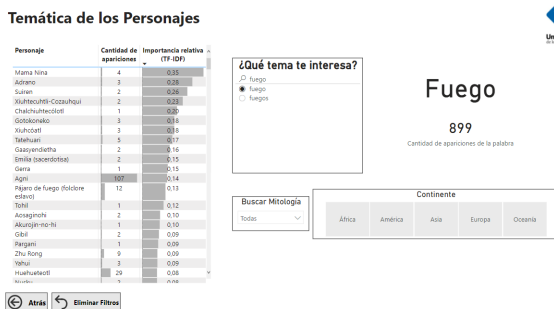 Temática de los Personajes
Personaje Cantidad de apariciones Importancia relativa (TF-IDF)
Mama Nina 4 0,35
Adrano 3 0,28
Suiren 2 0,26
Xiuhtecuhtli-Cozauhqui 2 0,23
Chalchiuhtecólotl 1 0,20
Gotokoneko 3 0,18
Xiuhcóatl 3 0,18
Tatehuari 5 0,17
Gaasyendietha 2 0,16
Emilia (sacerdotisa) 2 0,15
Gerra 1 0,15
Agni 107 0,14
Pájaro de fuego (folclore eslavo) 12 0,13
Tohil 1 0,12
Aosaginohi 2 0,10
Akurojin-no-hi 1 0,10
Gibil 2 0,09
Pargani 1 0,09
Zhu Rong 9 0,09
Yahui 3 0,09
Huehueteotl 29 0,08
¿Qué tema te interesa?
fuego
fuego
fuegos
Fuego
899
Cantidad de apariciones de la palabra
Buscar Mitología
Todas
Continente
África América Asia Europa Oceanía
Atrás Eliminar Filtros